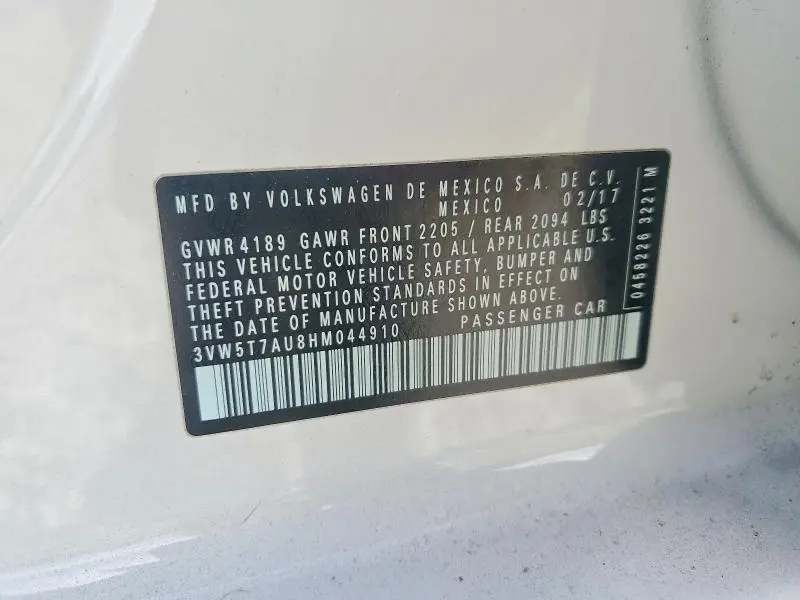 MFD BY VOLKSWAGEN DE MEXICO S.A. DE C.V.
MEXICO 02/17
GVWR 4189 GAWR FRONT 2205 / REAR 2094 LBS
THIS VEHICLE CONFORMS TO ALL APPLICABLE U.S.
FEDERAL MOTOR VEHICLE SAFETY, BUMPER AND
THEFT PREVENTION STANDARDS IN EFFECT ON
THE DATE OF MANUFACTURE SHOWN ABOVE.
3VW5T7AU8HM044910 PASSENGER CAR
0458226 3221 M